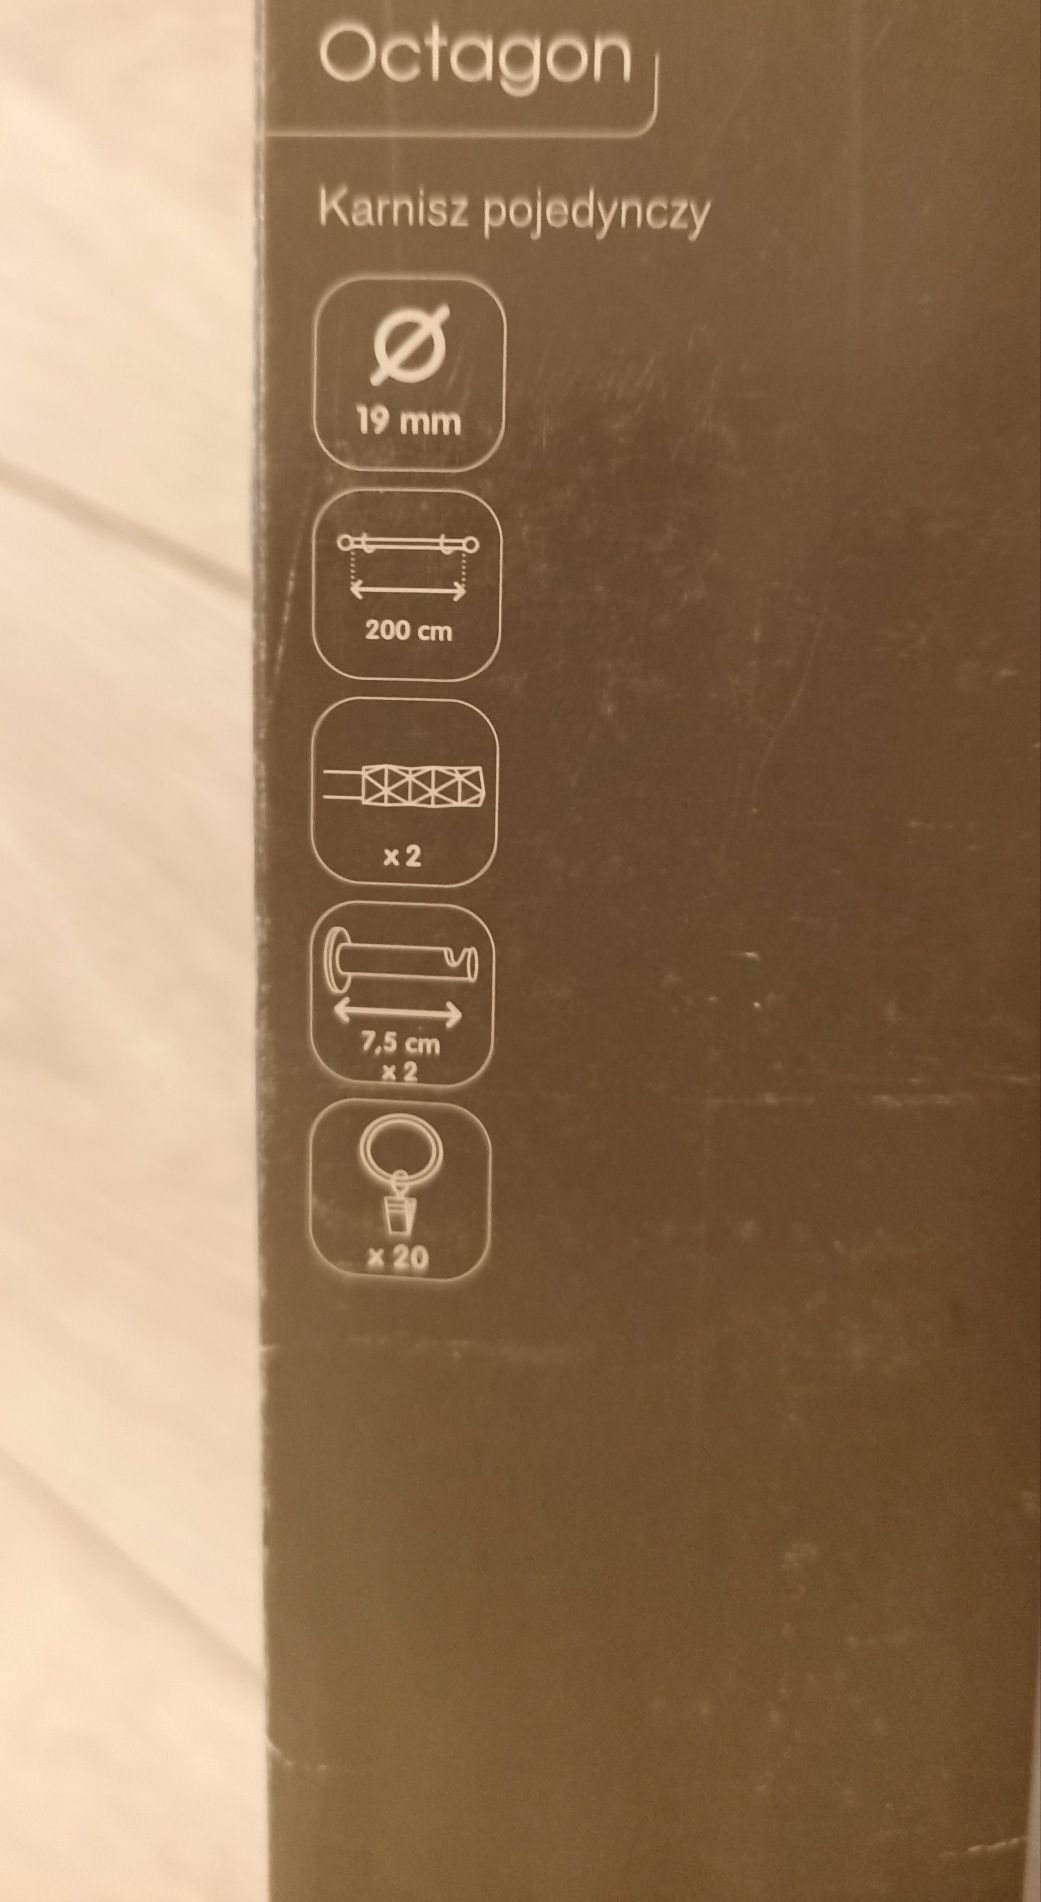 Octagon
Karnisz pojedynczy
Ø
19 mm
200 cm
x 2
7,5 cm
x 2
x 20